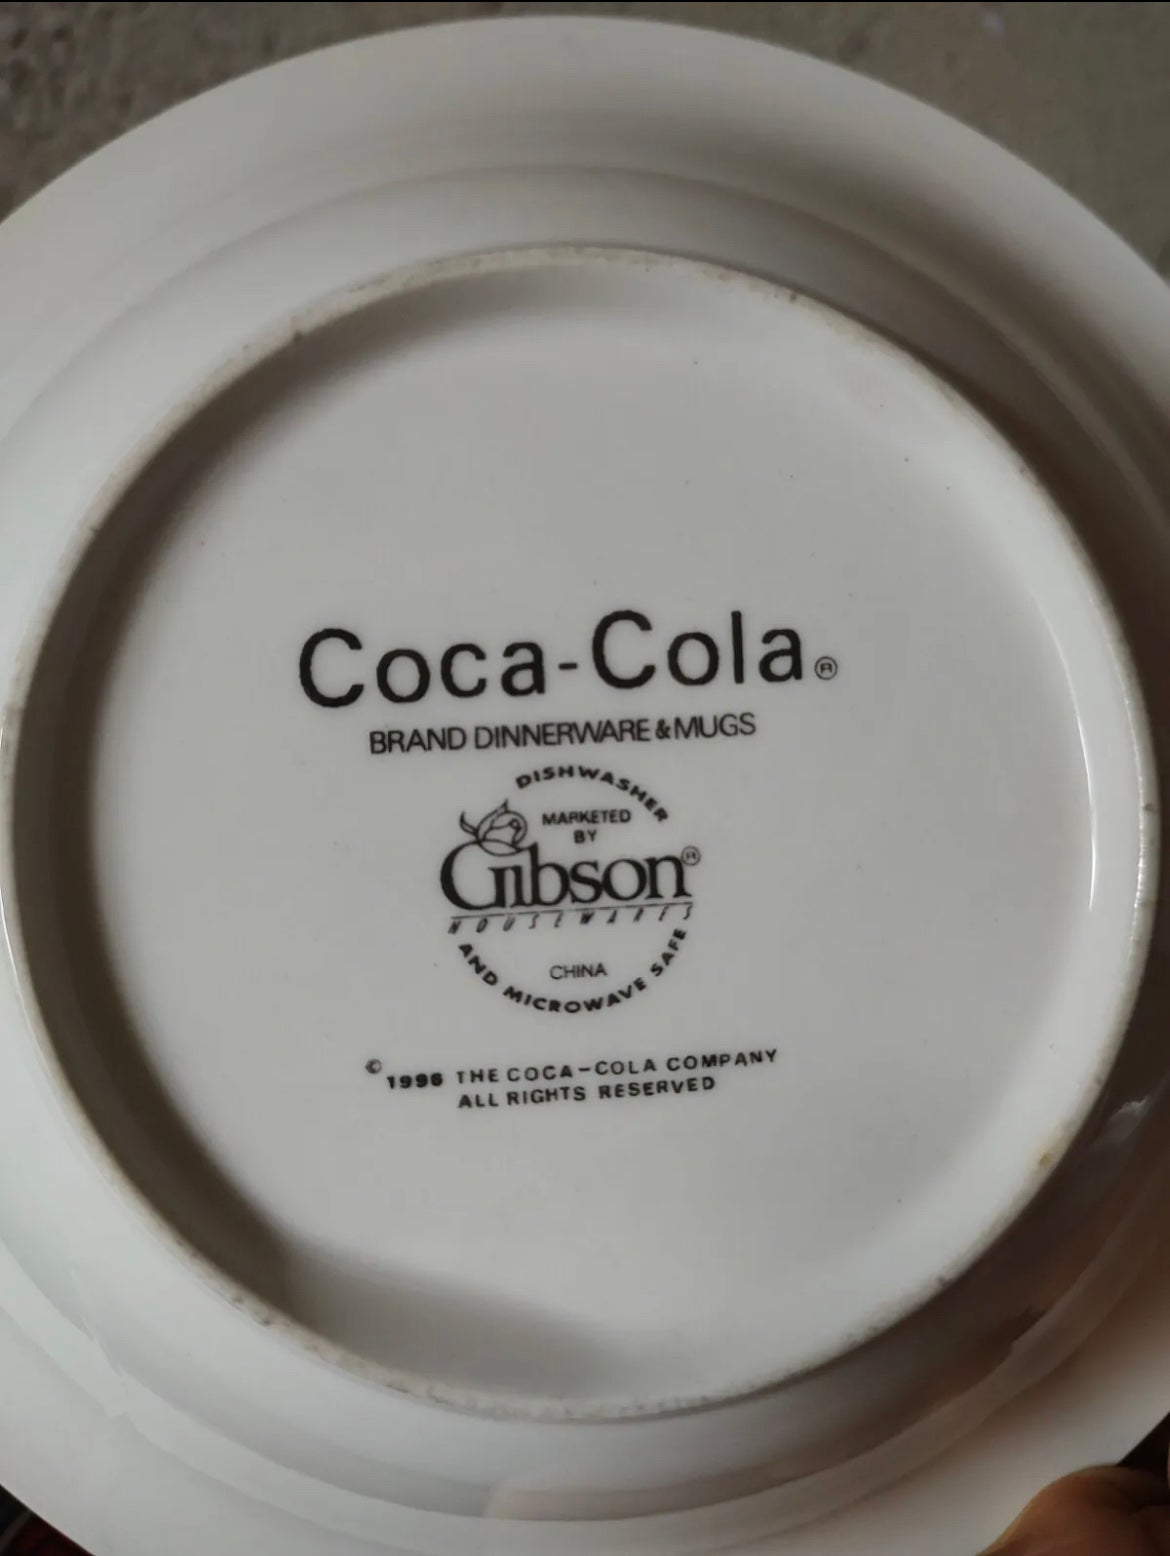 Coca-Cola®
BRAND DINNERWARE & MUGS
DISHWASHER
MARKETED
BY
Gibson®
HOUSEWARES
CHINA
AND MICROWAVE SAFE
© 1996 THE COCA-COLA COMPANY
ALL RIGHTS RESERVED